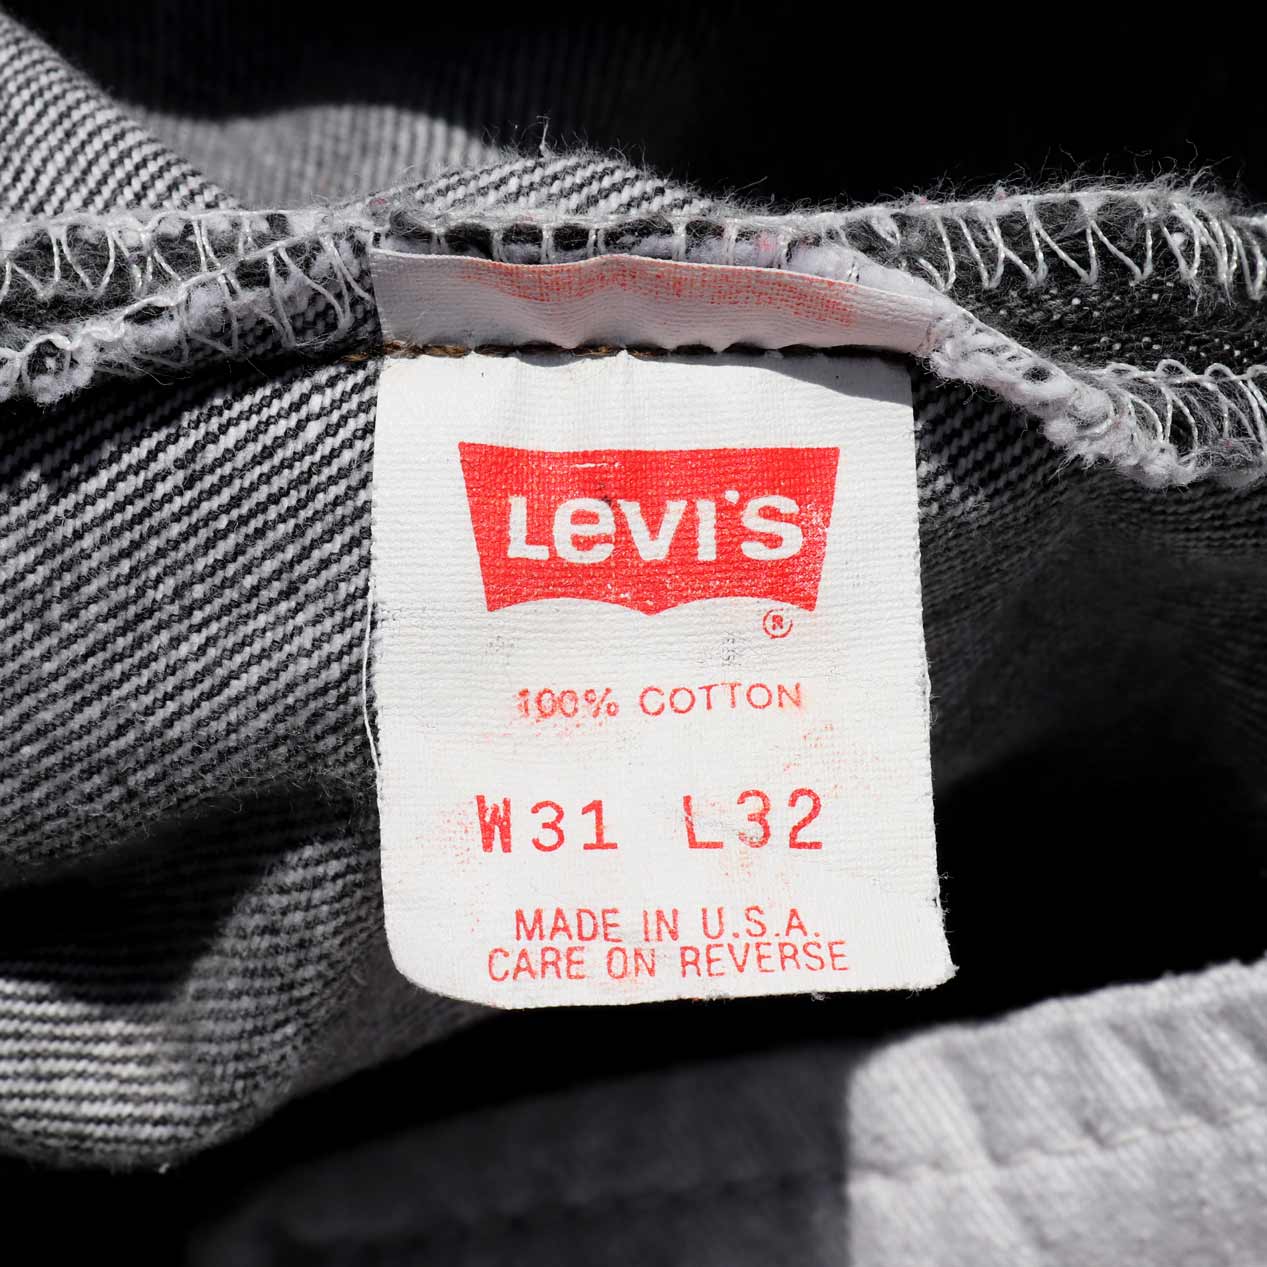 Levi's
®
100% COTTON
W31 L32
MADE IN U.S.A.
CARE ON REVERSE